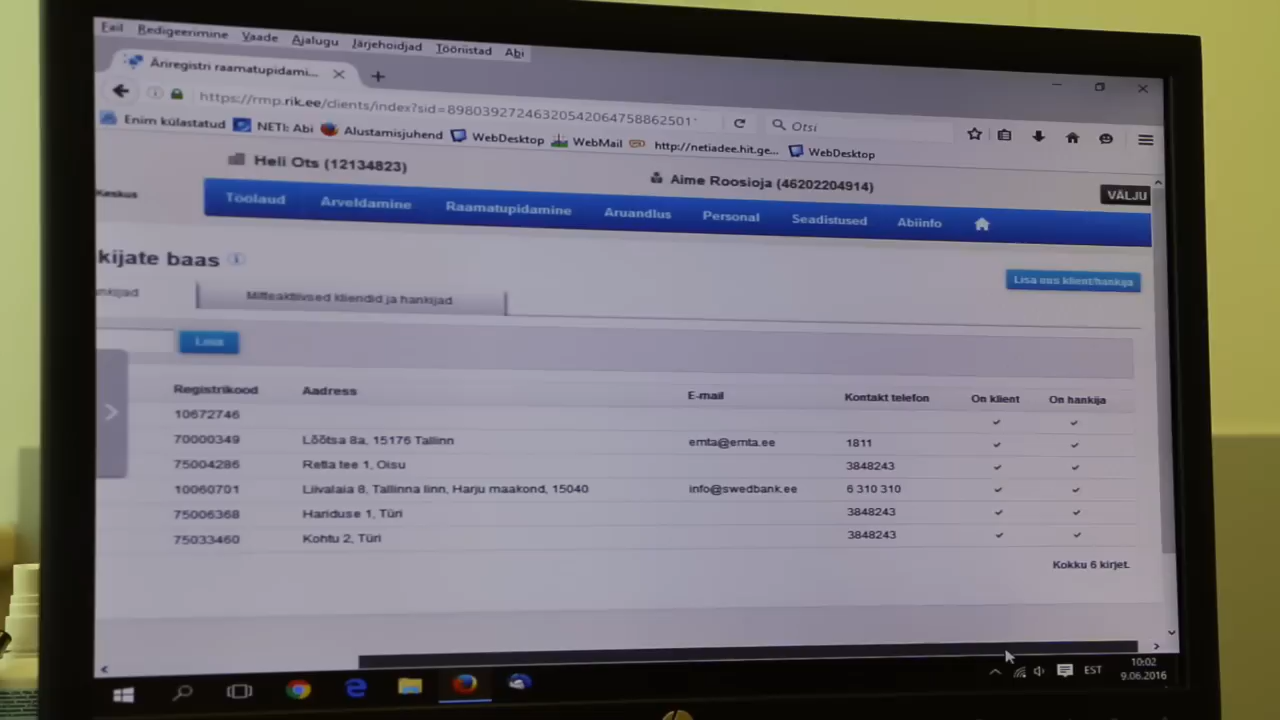 Fail Redigeerimine Vaade Ajalugu Järjehoidjad Tööriistad Abi
Äriregistri raamatupidami...
https://rmp.rik.ee/clients/index?sid=89803927246320542064758862501
Otsi
Enim külastatud NETI: Abi Alustamisjuhend WebDesktop WebMail http://netiadee.hit.ge... WebDesktop
Heli Ots (12134823) Aime Roosioja (46202204914) VÄLJU
Keskus
Töölaud Arveldamine Raamatupidamine Aruandlus Personal Seadistused Abiinfo
kijate baas
Lisa uus klient/hankija
nkijad Mitteaktiivsed kliendid ja hankijad
Registrikood Aadress E-mail Kontakt telefon On klient On hankija
10672746
70000349 Lõõtsa 8a, 15176 Tallinn emta@emta.ee 1811
75004286 Retla tee 1, Oisu 3848243
10060701 Liivalaia 8, Tallinna linn, Harju maakond, 15040 info@swedbank.ee 6 310 310
75006368 Hariduse 1, Türi 3848243
75033460 Kohtu 2, Türi 3848243
Kokku 6 kirjet.
EST 10:02
9.06.2016